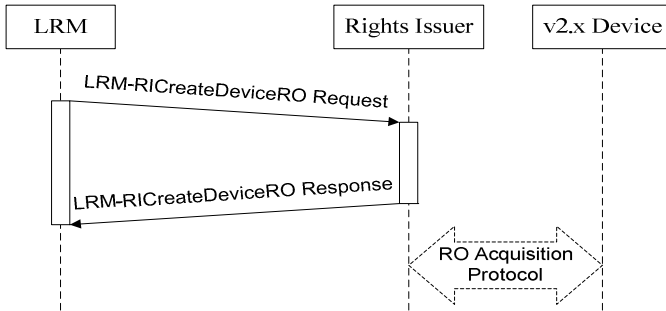 LRM
Rights Issuer
v2.x Device
LRM-RICreateDeviceRO Request
LRM-RICreateDeviceRO Response
RO Acquisition
Protocol